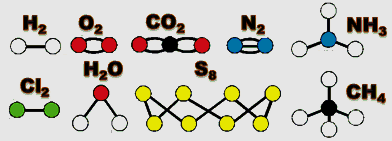 H₂ O₂ CO₂ N₂ NH₃
Cl₂ H₂O S₈ CH₄